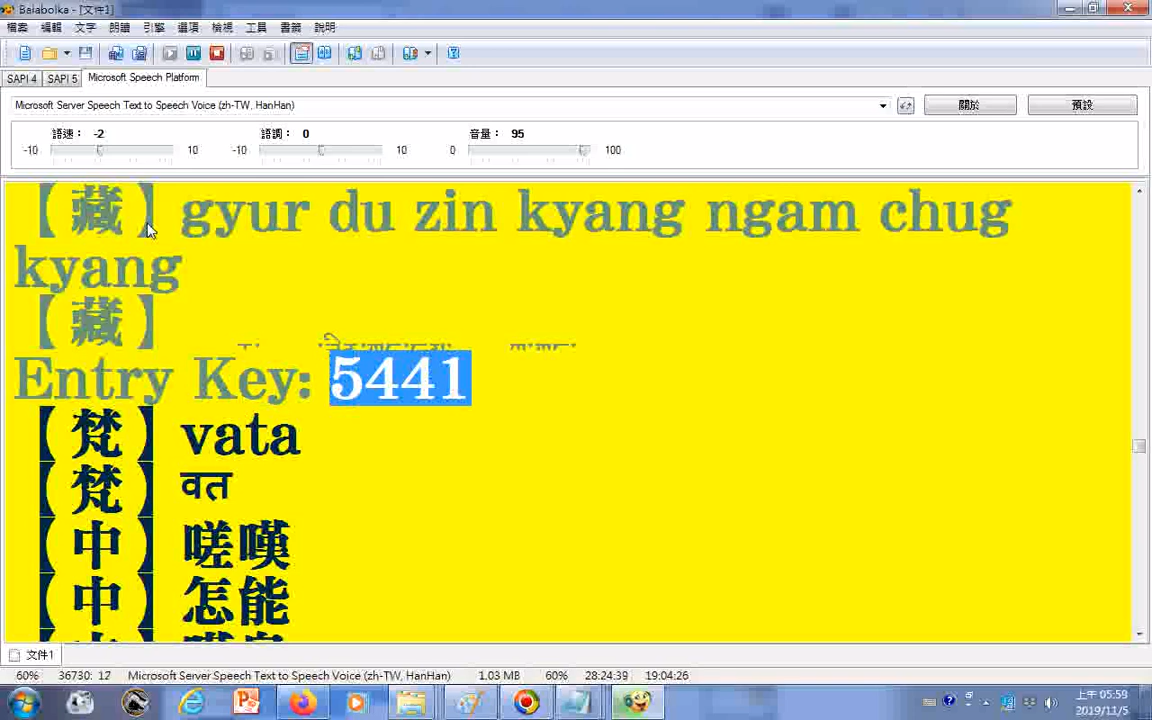 Balabolka - [文件1]
檔案 編輯 文字 朗讀 引擎 選項 檢視 工具 書籤 說明
SAPI 4 SAPI 5 Microsoft Speech Platform
Microsoft Server Speech Text to Speech Voice (zh-TW, HanHan) 關於 預設
語速： -2 語調： 0 音量： 95
-10 10 -10 10 0 100
【藏】gyur du zin kyang ngam chug
kyang
【藏】
Entry Key: 5441
【梵】vata
【梵】वत
【中】嗟嘆
【中】怎能
文件1
60% 36730: 12 Microsoft Server Speech Text to Speech Voice (zh-TW, HanHan) 1.03 MB 60% 28:24:39 19:04:26
上午 05:59
2019/11/5